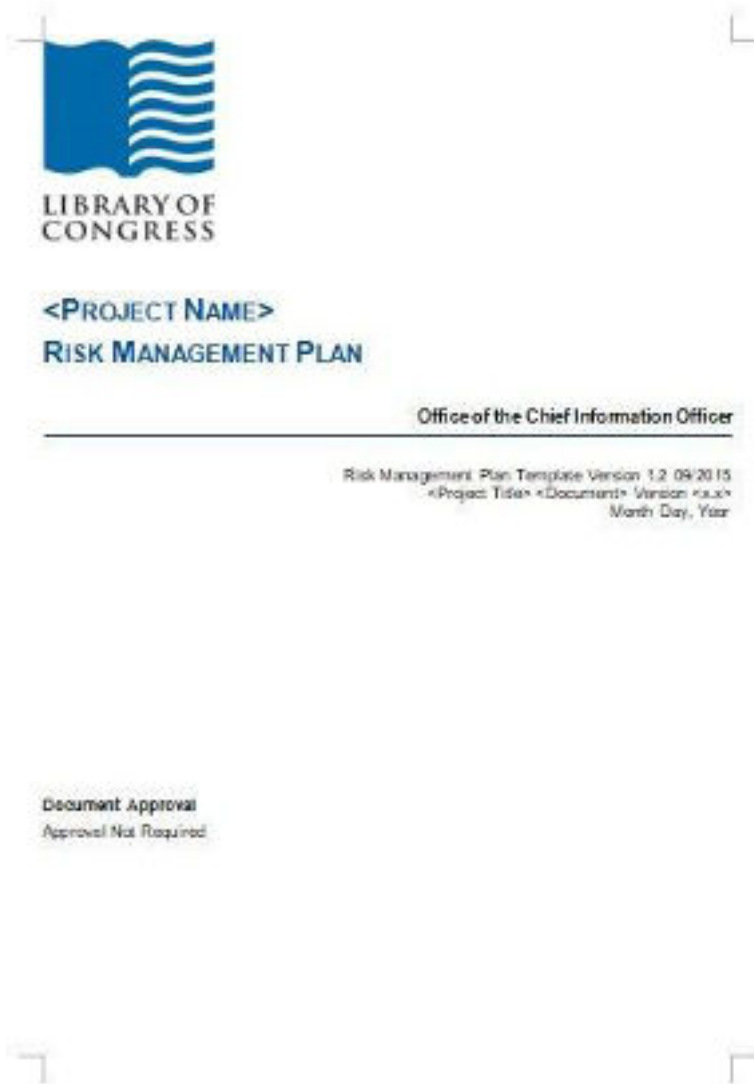 LIBRARY OF
CONGRESS
<PROJECT NAME>
RISK MANAGEMENT PLAN
Office of the Chief Information Officer
Risk Management Plan Template Version 1.2 09/2015
<Project Title> <Document> Version <x.x>
Month Day, Year
Document Approval
Approval Not Required